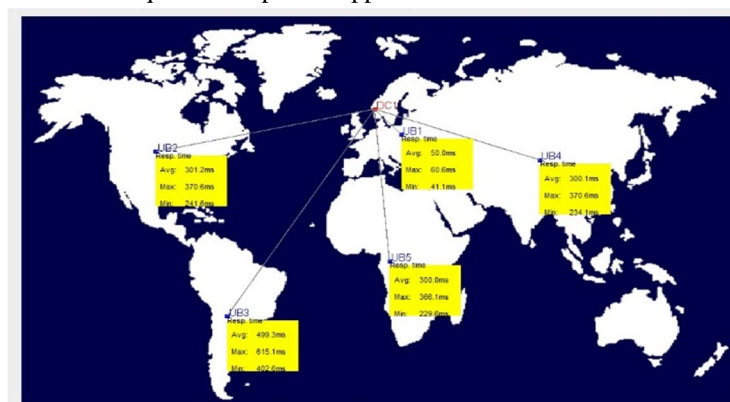 DC1
UB1
Resp. time
Avg: 50.0ms
Max: 60.6ms
Min: 41.1ms
UB2
Resp. time
Avg: 301.2ms
Max: 370.6ms
Min: 241.6ms
UB4
Resp. time
Avg: 300.1ms
Max: 370.6ms
Min: 234.1ms
UB5
Resp. time
Avg: 300.0ms
Max: 366.1ms
Min: 229.6ms
UB3
Resp. time
Avg: 499.3ms
Max: 615.1ms
Min: 402.6ms